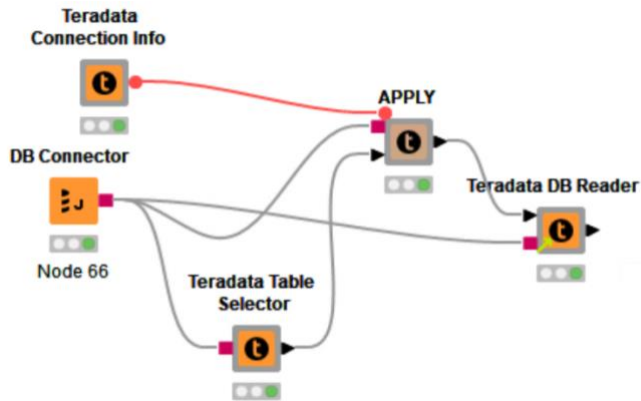 Teradata
Connection Info
t
APPLY
t
DB Connector
J
Teradata DB Reader
t
Node 66
Teradata Table
Selector
t